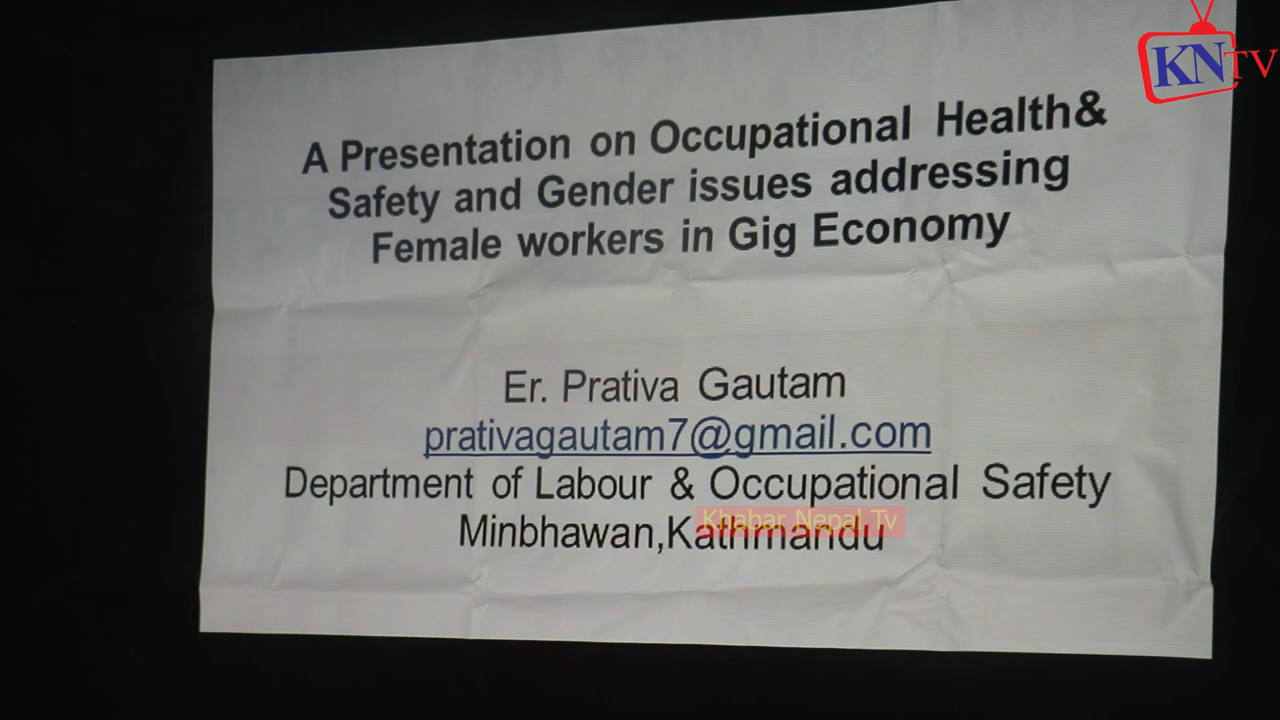 KNTV
A Presentation on Occupational Health&
Safety and Gender issues addressing
Female workers in Gig Economy
Er. Prativa Gautam
prativagautam7@gmail.com
Department of Labour & Occupational Safety
Minbhawan,Kathmandu
Khabar Nepal Tv